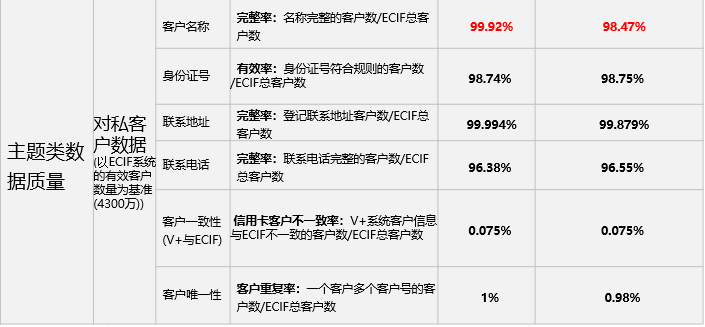 主题类数
据质量
对私客
户数据
(以ECIF系统
的有效客户
数量为基准
(4300万))
客户名称
完整率：名称完整的客户数/ECIF总客
户数
99.92%
98.47%
身份证号
有效率：身份证号符合规则的客户数
/ECIF总客户数
98.74%
98.75%
联系地址
完整率：登记联系地址客户数/ECIF总
客户数
99.994%
99.879%
联系电话
完整率：联系电话完整的客户数/ECIF
总客户数
96.38%
96.55%
客户一致性
(V+与ECIF)
信用卡客户不一致率：V+系统客户信息
与ECIF不一致的客户数/ECIF总客户数
0.075%
0.075%
客户唯一性
客户重复率：一个客户多个客户号的客
户数/ECIF总客户数
1%
0.98%